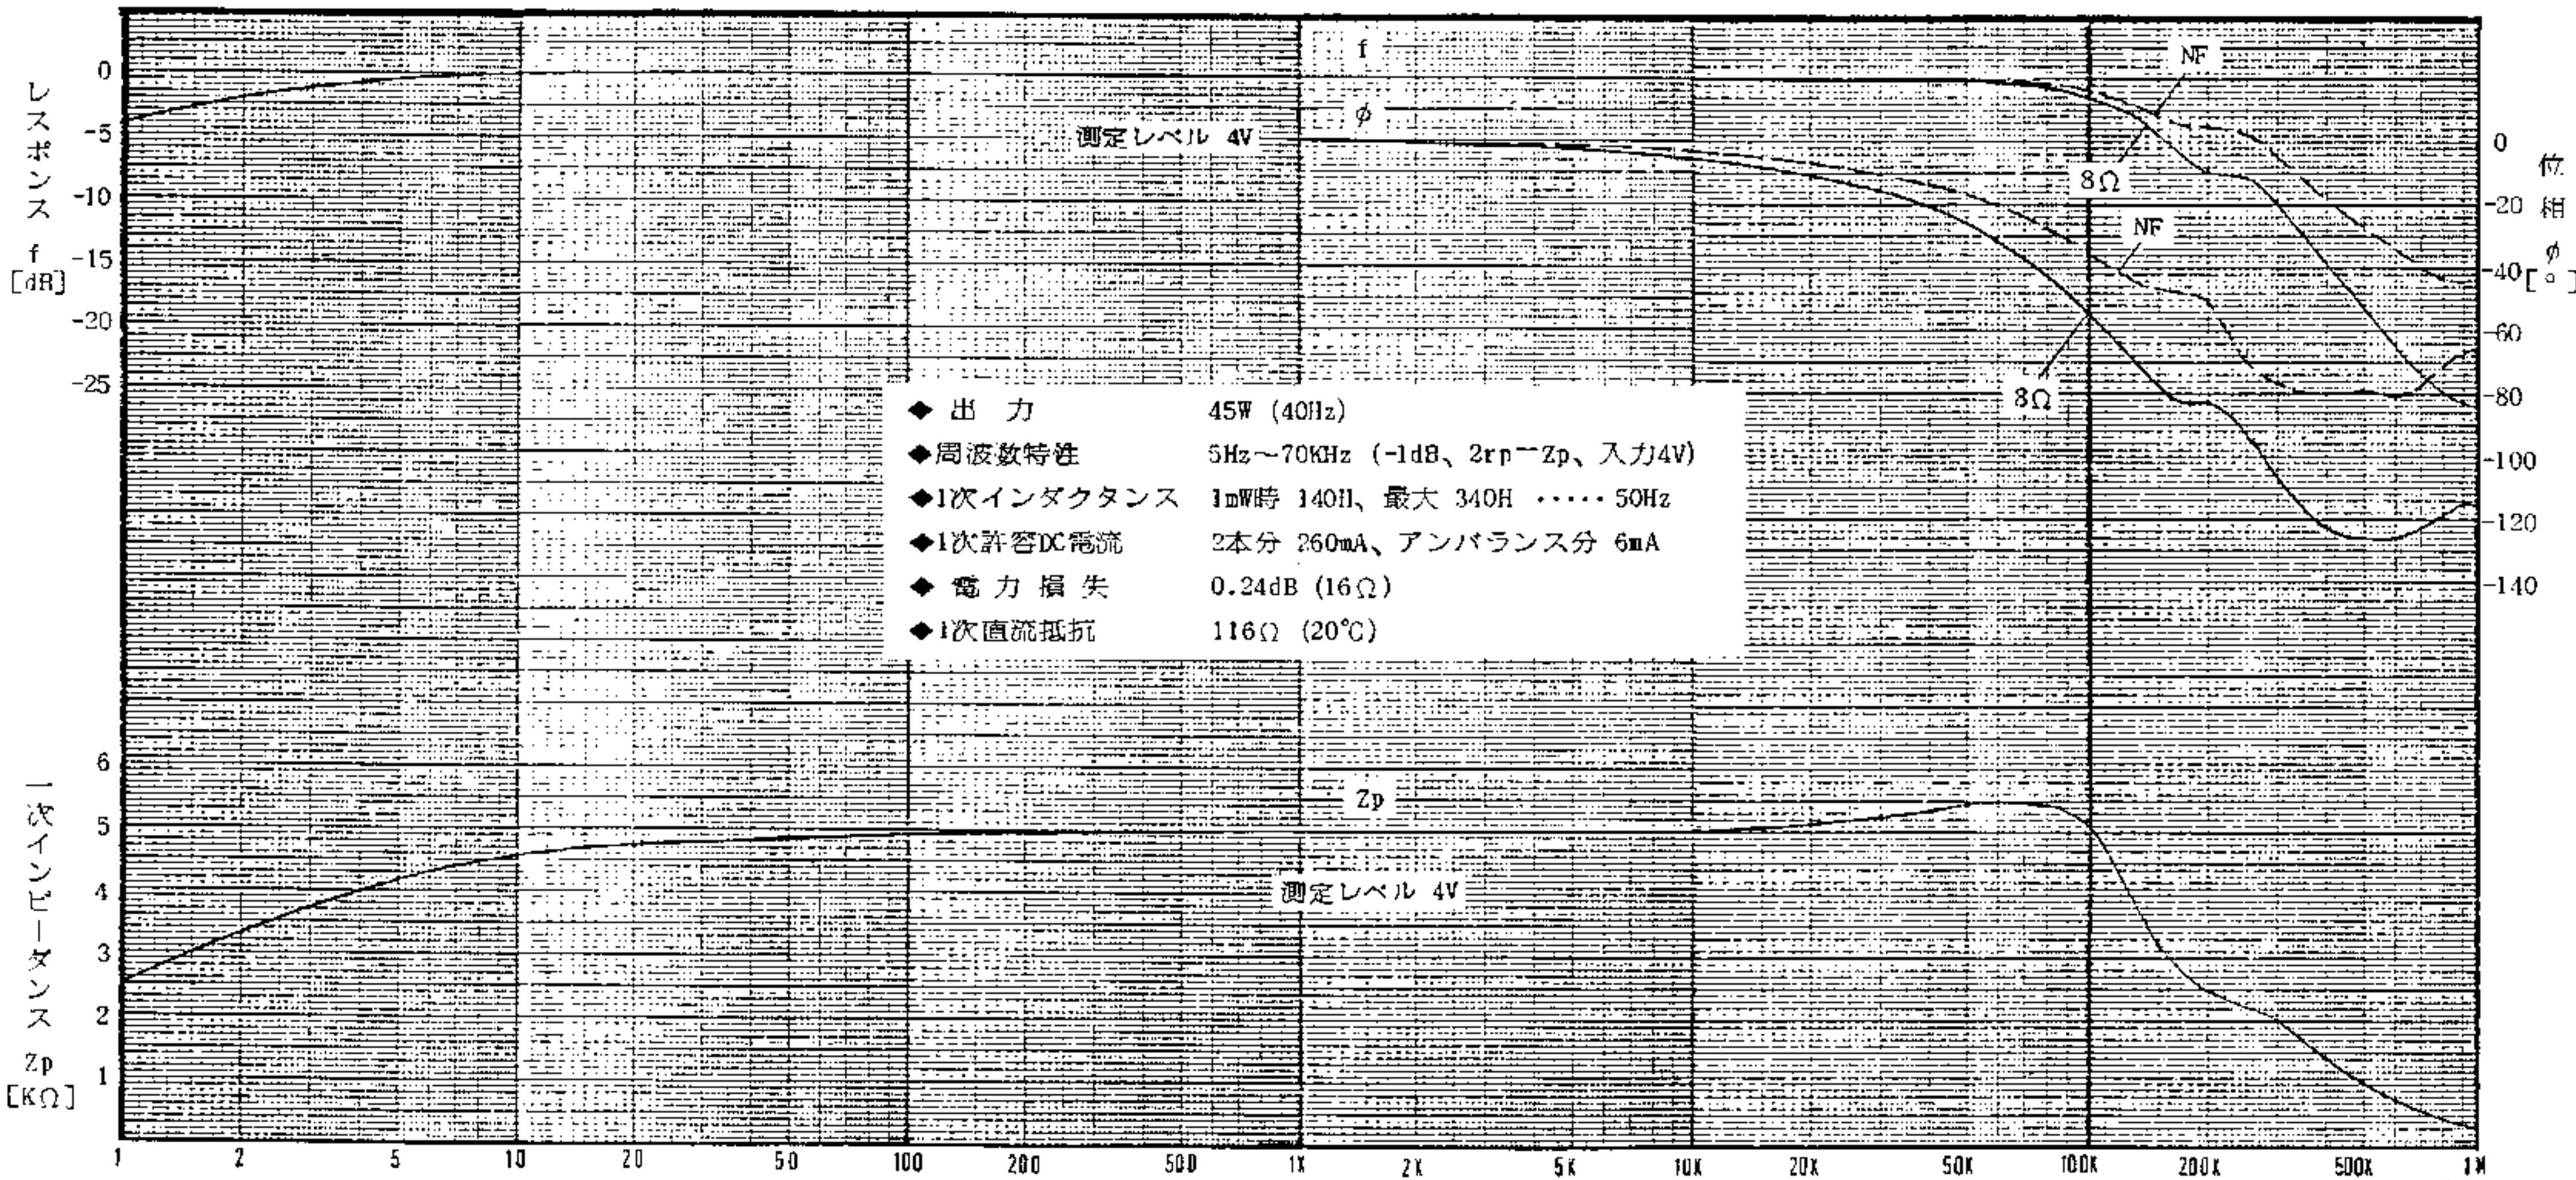 レスポンス
f
[dB]
0
-5
-10
-15
-20
-25
f
φ
測定レベル 4V
NF
8Ω
NF
8Ω
0
-20
-40
-60
-80
-100
-120
-140
位相
φ
[°]
◆ 出 力 45W (40Hz)
◆周波数特性 5Hz~70KHz (-1dB、2rp─Zp、入力4V)
◆1次インダクタンス 1mW時 140H、最大 340H ‥‥‥ 50Hz
◆1次許容DC電流 2本分 260mA、アンバランス分 6mA
◆ 電 力 損 失 0.24dB (16Ω)
◆1次直流抵抗 116Ω (20℃)
一次インピーダンス
Zp
[KΩ]
6
5
4
3
2
1
Zp
測定レベル 4V
1 2 5 10 20 50 100 200 500 1K 2K 5K 10K 20K 50K 100K 200K 500K 1M